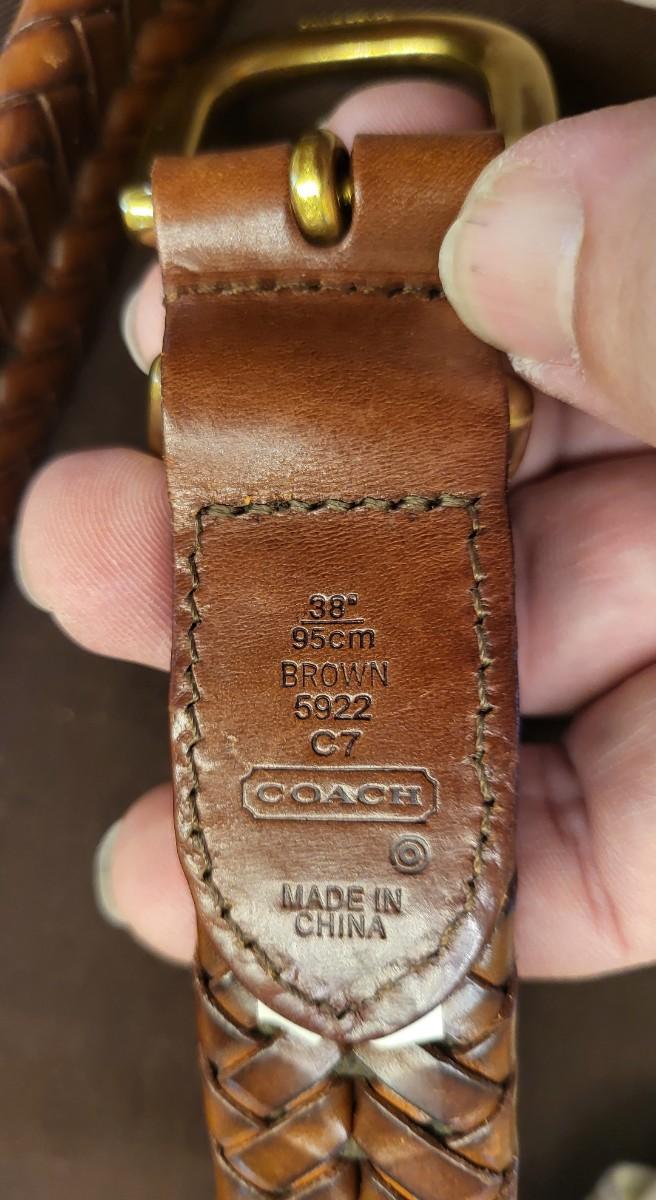 38"
95cm
BROWN
5922
C7
COACH
MADE IN
CHINA